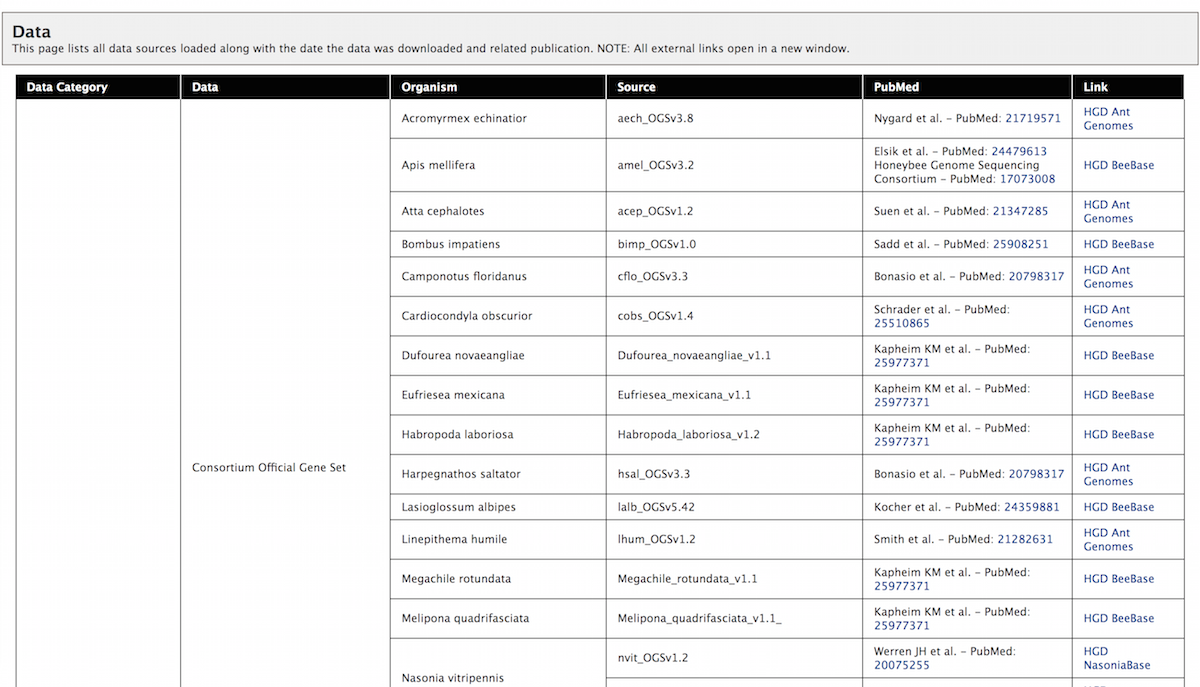 Data
This page lists all data sources loaded along with the date the data was downloaded and related publication. NOTE: All external links open in a new window.
Data Category Data Organism Source PubMed Link
Acromyrmex echinatior aech_OGSv3.8 Nygard et al. – PubMed: 21719571 HGD Ant
Genomes
Apis mellifera amel_OGSv3.2 Elsik et al. – PubMed: 24479613
Honeybee Genome Sequencing
Consortium – PubMed: 17073008 HGD BeeBase
Atta cephalotes acep_OGSv1.2 Suen et al. – PubMed: 21347285 HGD Ant
Genomes
Bombus impatiens bimp_OGSv1.0 Sadd et al. – PubMed: 25908251 HGD BeeBase
Camponotus floridanus cflo_OGSv3.3 Bonasio et al. – PubMed: 20798317 HGD Ant
Genomes
Cardiocondyla obscurior cobs_OGSv1.4 Schrader et al. – PubMed:
25510865 HGD Ant
Genomes
Dufourea novaeangliae Dufourea_novaeangliae_v1.1 Kapheim KM et al. – PubMed:
25977371 HGD BeeBase
Eufriesea mexicana Eufriesea_mexicana_v1.1 Kapheim KM et al. – PubMed:
25977371 HGD BeeBase
Habropoda laboriosa Habropoda_laboriosa_v1.2 Kapheim KM et al. – PubMed:
25977371 HGD BeeBase
Consortium Official Gene Set
Harpegnathos saltator hsal_OGSv3.3 Bonasio et al. – PubMed: 20798317 HGD Ant
Genomes
Lasioglossum albipes lalb_OGSv5.42 Kocher et al. – PubMed: 24359881 HGD BeeBase
Linepithema humile lhum_OGSv1.2 Smith et al. – PubMed: 21282631 HGD Ant
Genomes
Megachile rotundata Megachile_rotundata_v1.1 Kapheim KM et al. – PubMed:
25977371 HGD BeeBase
Melipona quadrifasciata Melipona_quadrifasciata_v1.1_ Kapheim KM et al. – PubMed:
25977371 HGD BeeBase
Nasonia vitripennis nvit_OGSv1.2 Werren JH et al. – PubMed:
20075255 HGD
NasoniaBase